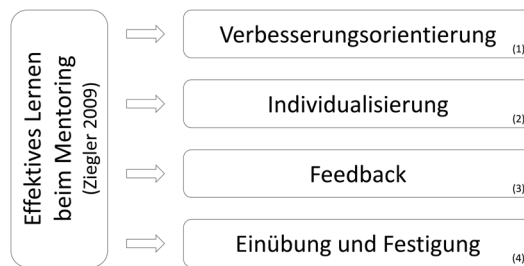 Effektives Lernen
beim Mentoring
(Ziegler 2009)
Verbesserungsorientierung
(1)
Individualisierung
(2)
Feedback
(3)
Einübung und Festigung
(4)